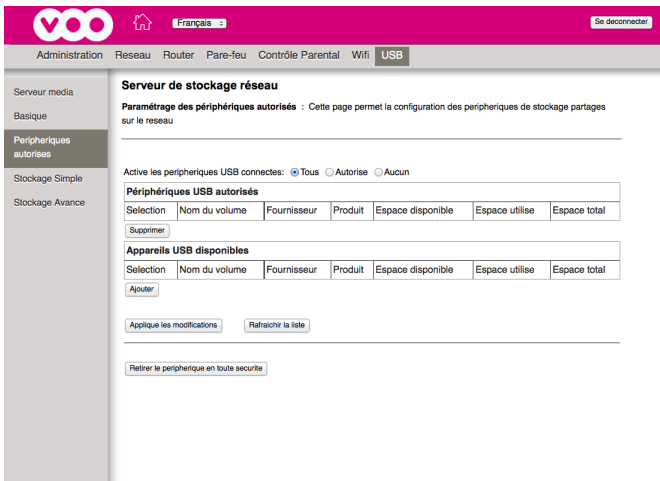 voo
Français
Se deconnecter
Administration Reseau Router Pare-feu Contrôle Parental Wifi USB
Serveur media
Basique
Peripheriques
autorises
Stockage Simple
Stockage Avance
Serveur de stockage réseau
Paramétrage des périphériques autorisés : Cette page permet la configuration des peripheriques de stockage partages
sur le reseau
Active les peripheriques USB connectes: Tous Autorise Aucun
Périphériques USB autorisés
Selection Nom du volume Fournisseur Produit Espace disponible Espace utilise Espace total
Supprimer
Appareils USB disponibles
Selection Nom du volume Fournisseur Produit Espace disponible Espace utilise Espace total
Ajouter
Applique les modifications Rafraichir la liste
Retirer le peripherique en toute securite